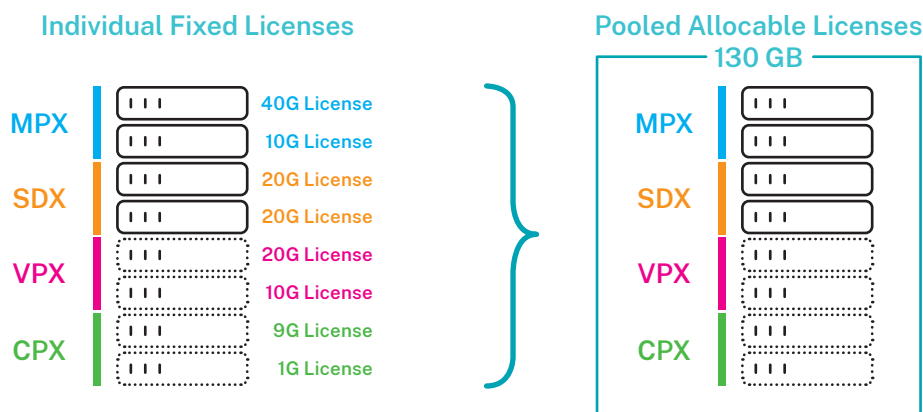 Individual Fixed Licenses
MPX
40G License
10G License
SDX
20G License
20G License
VPX
20G License
10G License
CPX
9G License
1G License
Pooled Allocable Licenses
130 GB
MPX
SDX
VPX
CPX